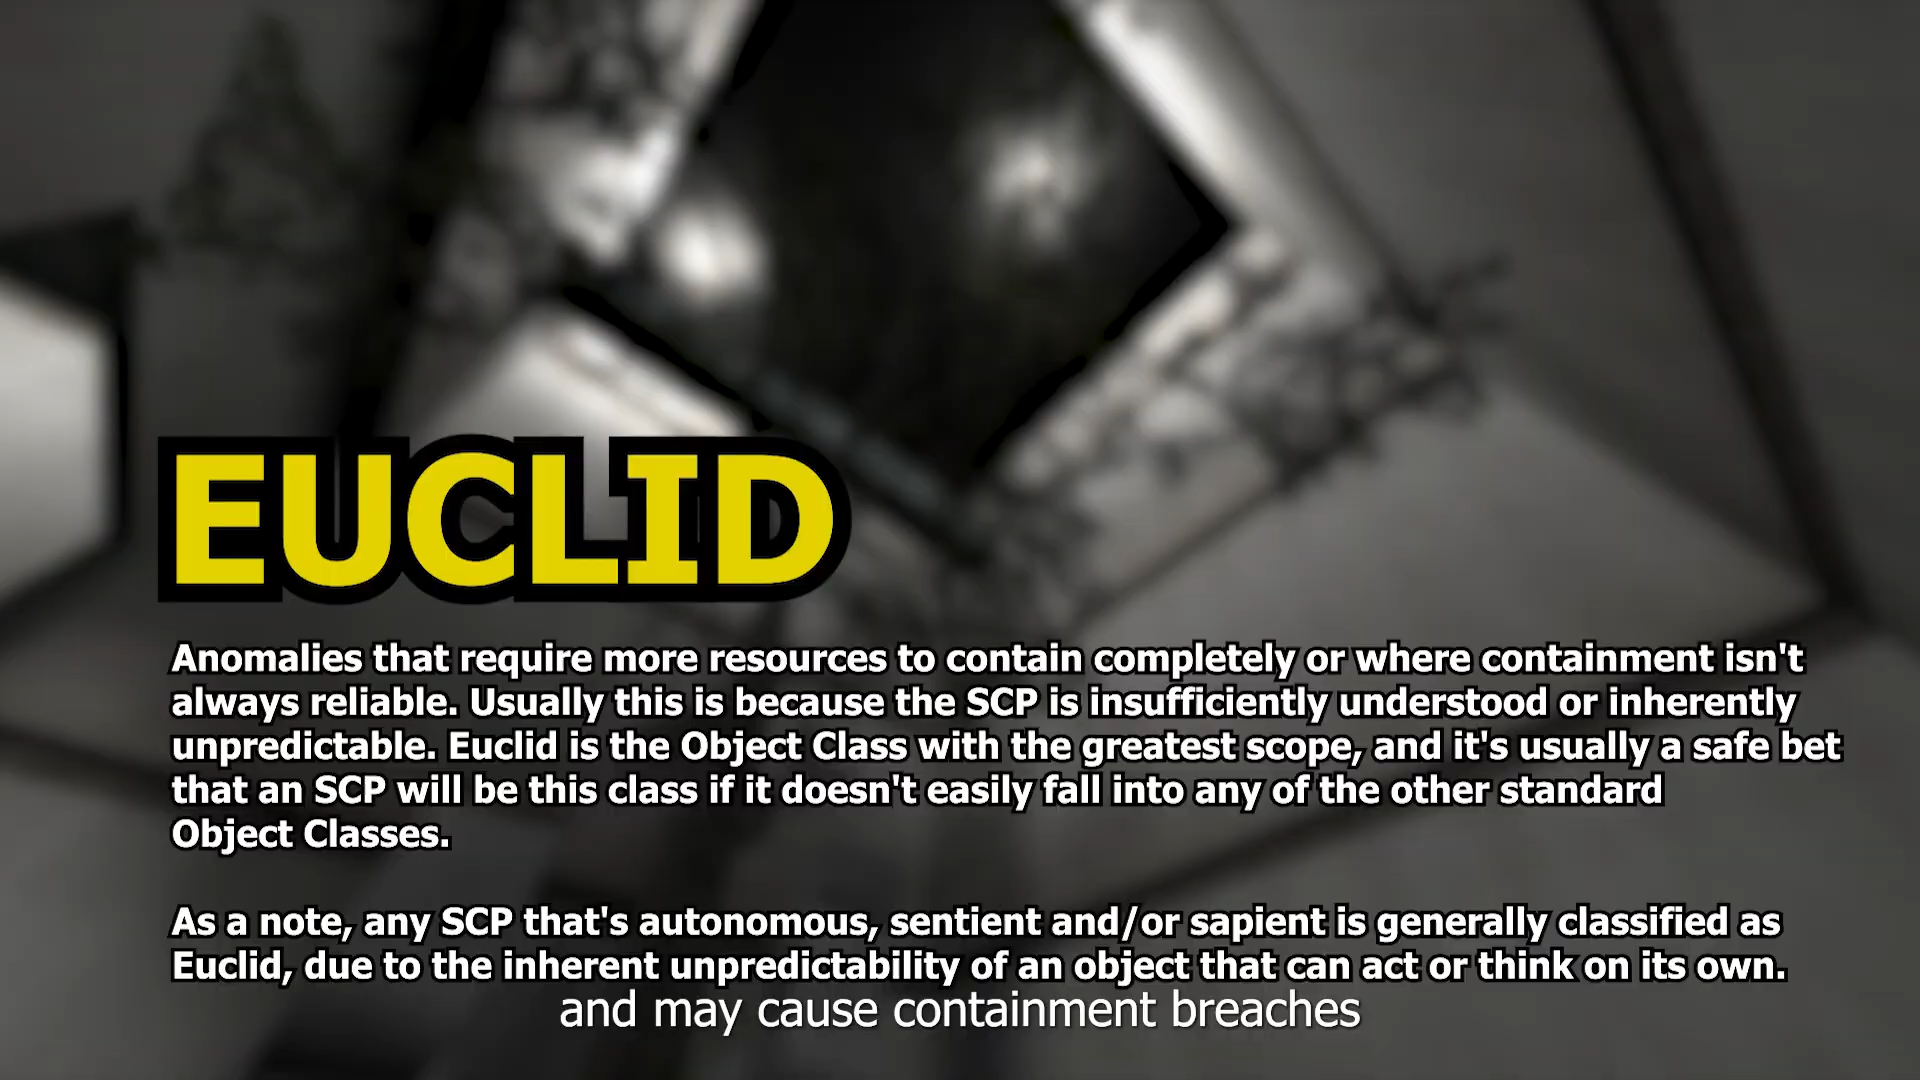 EUCLID
Anomalies that require more resources to contain completely or where containment isn't
always reliable. Usually this is because the SCP is insufficiently understood or inherently
unpredictable. Euclid is the Object Class with the greatest scope, and it's usually a safe bet
that an SCP will be this class if it doesn't easily fall into any of the other standard
Object Classes.
As a note, any SCP that's autonomous, sentient and/or sapient is generally classified as
Euclid, due to the inherent unpredictability of an object that can act or think on its own.
and may cause containment breaches